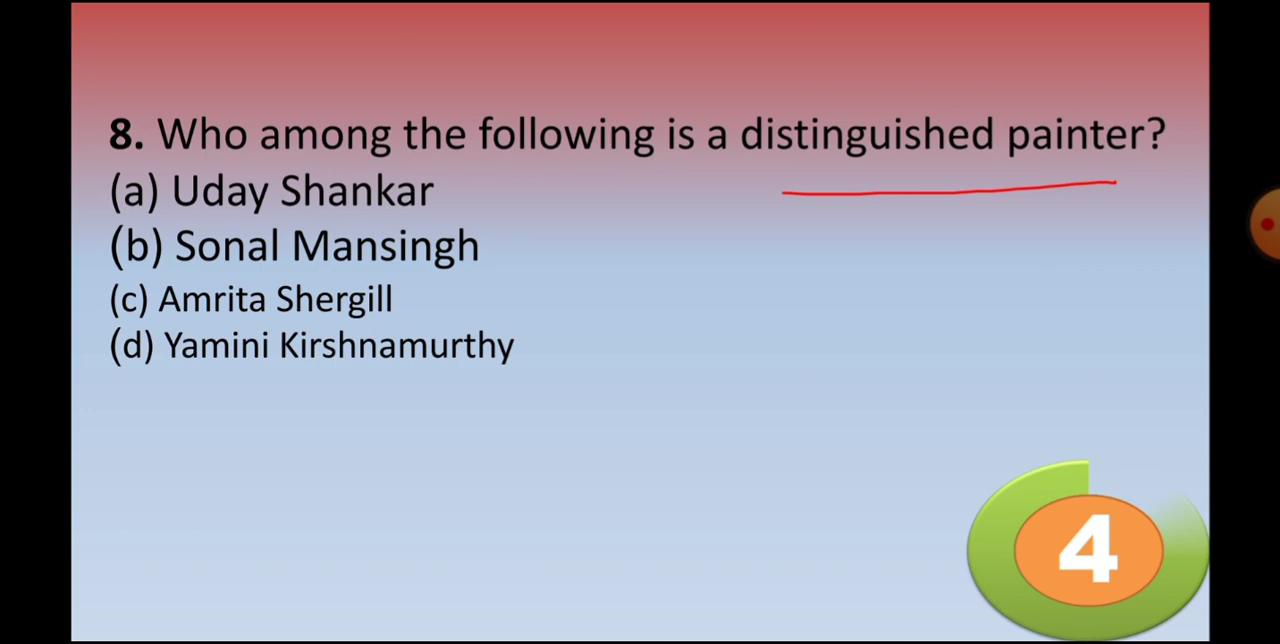 8. Who among the following is a distinguished painter?
(a) Uday Shankar
(b) Sonal Mansingh
(c) Amrita Shergill
(d) Yamini Kirshnamurthy
4